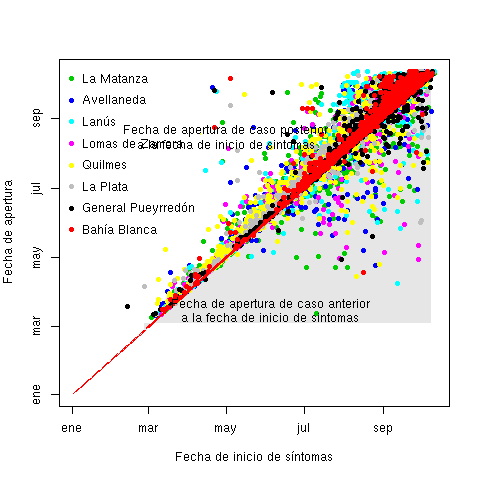 La Matanza
Avellaneda
Lanús
Fecha de apertura de caso posterior
Lomas de Zamora
a la fecha de inicio de síntomas
Quilmes
La Plata
General Pueyrredón
Bahía Blanca
Fecha de apertura de caso anterior
a la fecha de inicio de síntomas
Fecha de apertura
sep
jul
may
mar
ene
ene mar may jul sep
Fecha de inicio de síntomas